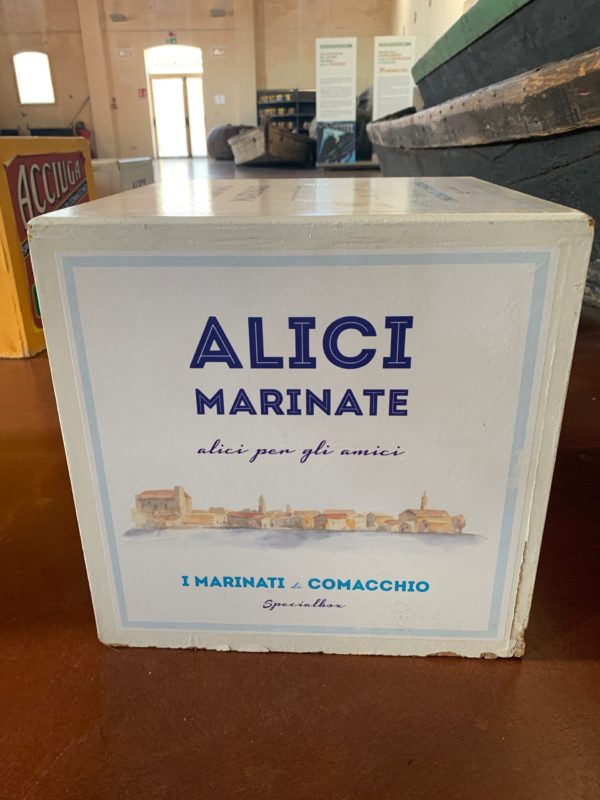 ACCIUGA
ALICI
MARINATE
alici per gli amici
I MARINATI di COMACCHIO
Specialbox